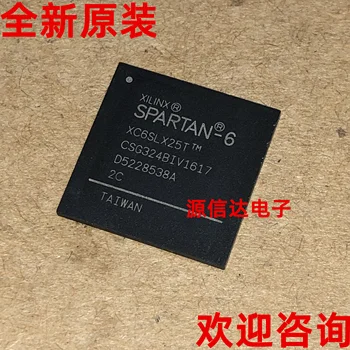 全新原装
XILINX®
SPARTAN-6
XC6SLX25T™
CSG324BIV1617
D5228538A
2C
TAIWAN
源信达电子
欢迎咨询